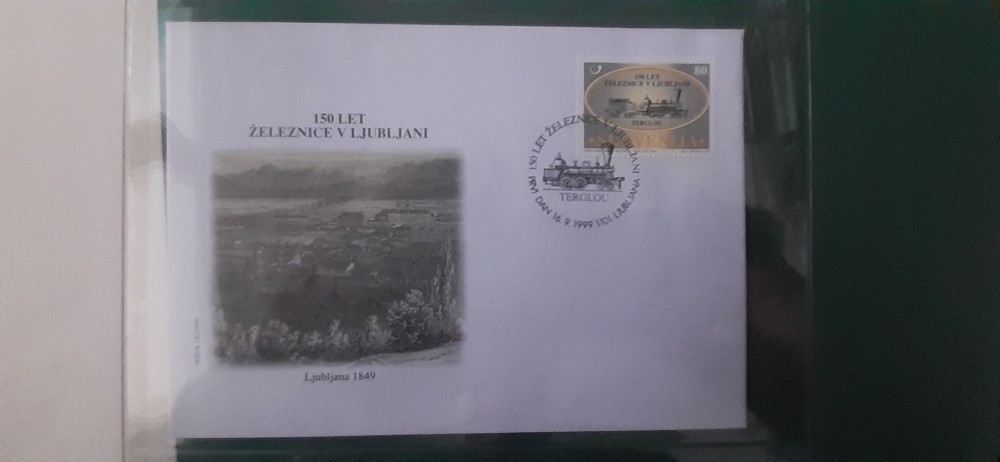 150 LET
ŽELEZNICE V LJUBLJANI
Ljubljana 1849
80
150 LET
ŽELEZNICE V LJUBLJANI
TERGLOU
150 LET ŽELEZNICE V LJUBLJANI
TERGLOU
PRVI DAN 16.9.1999 1101 LJUBLJANA